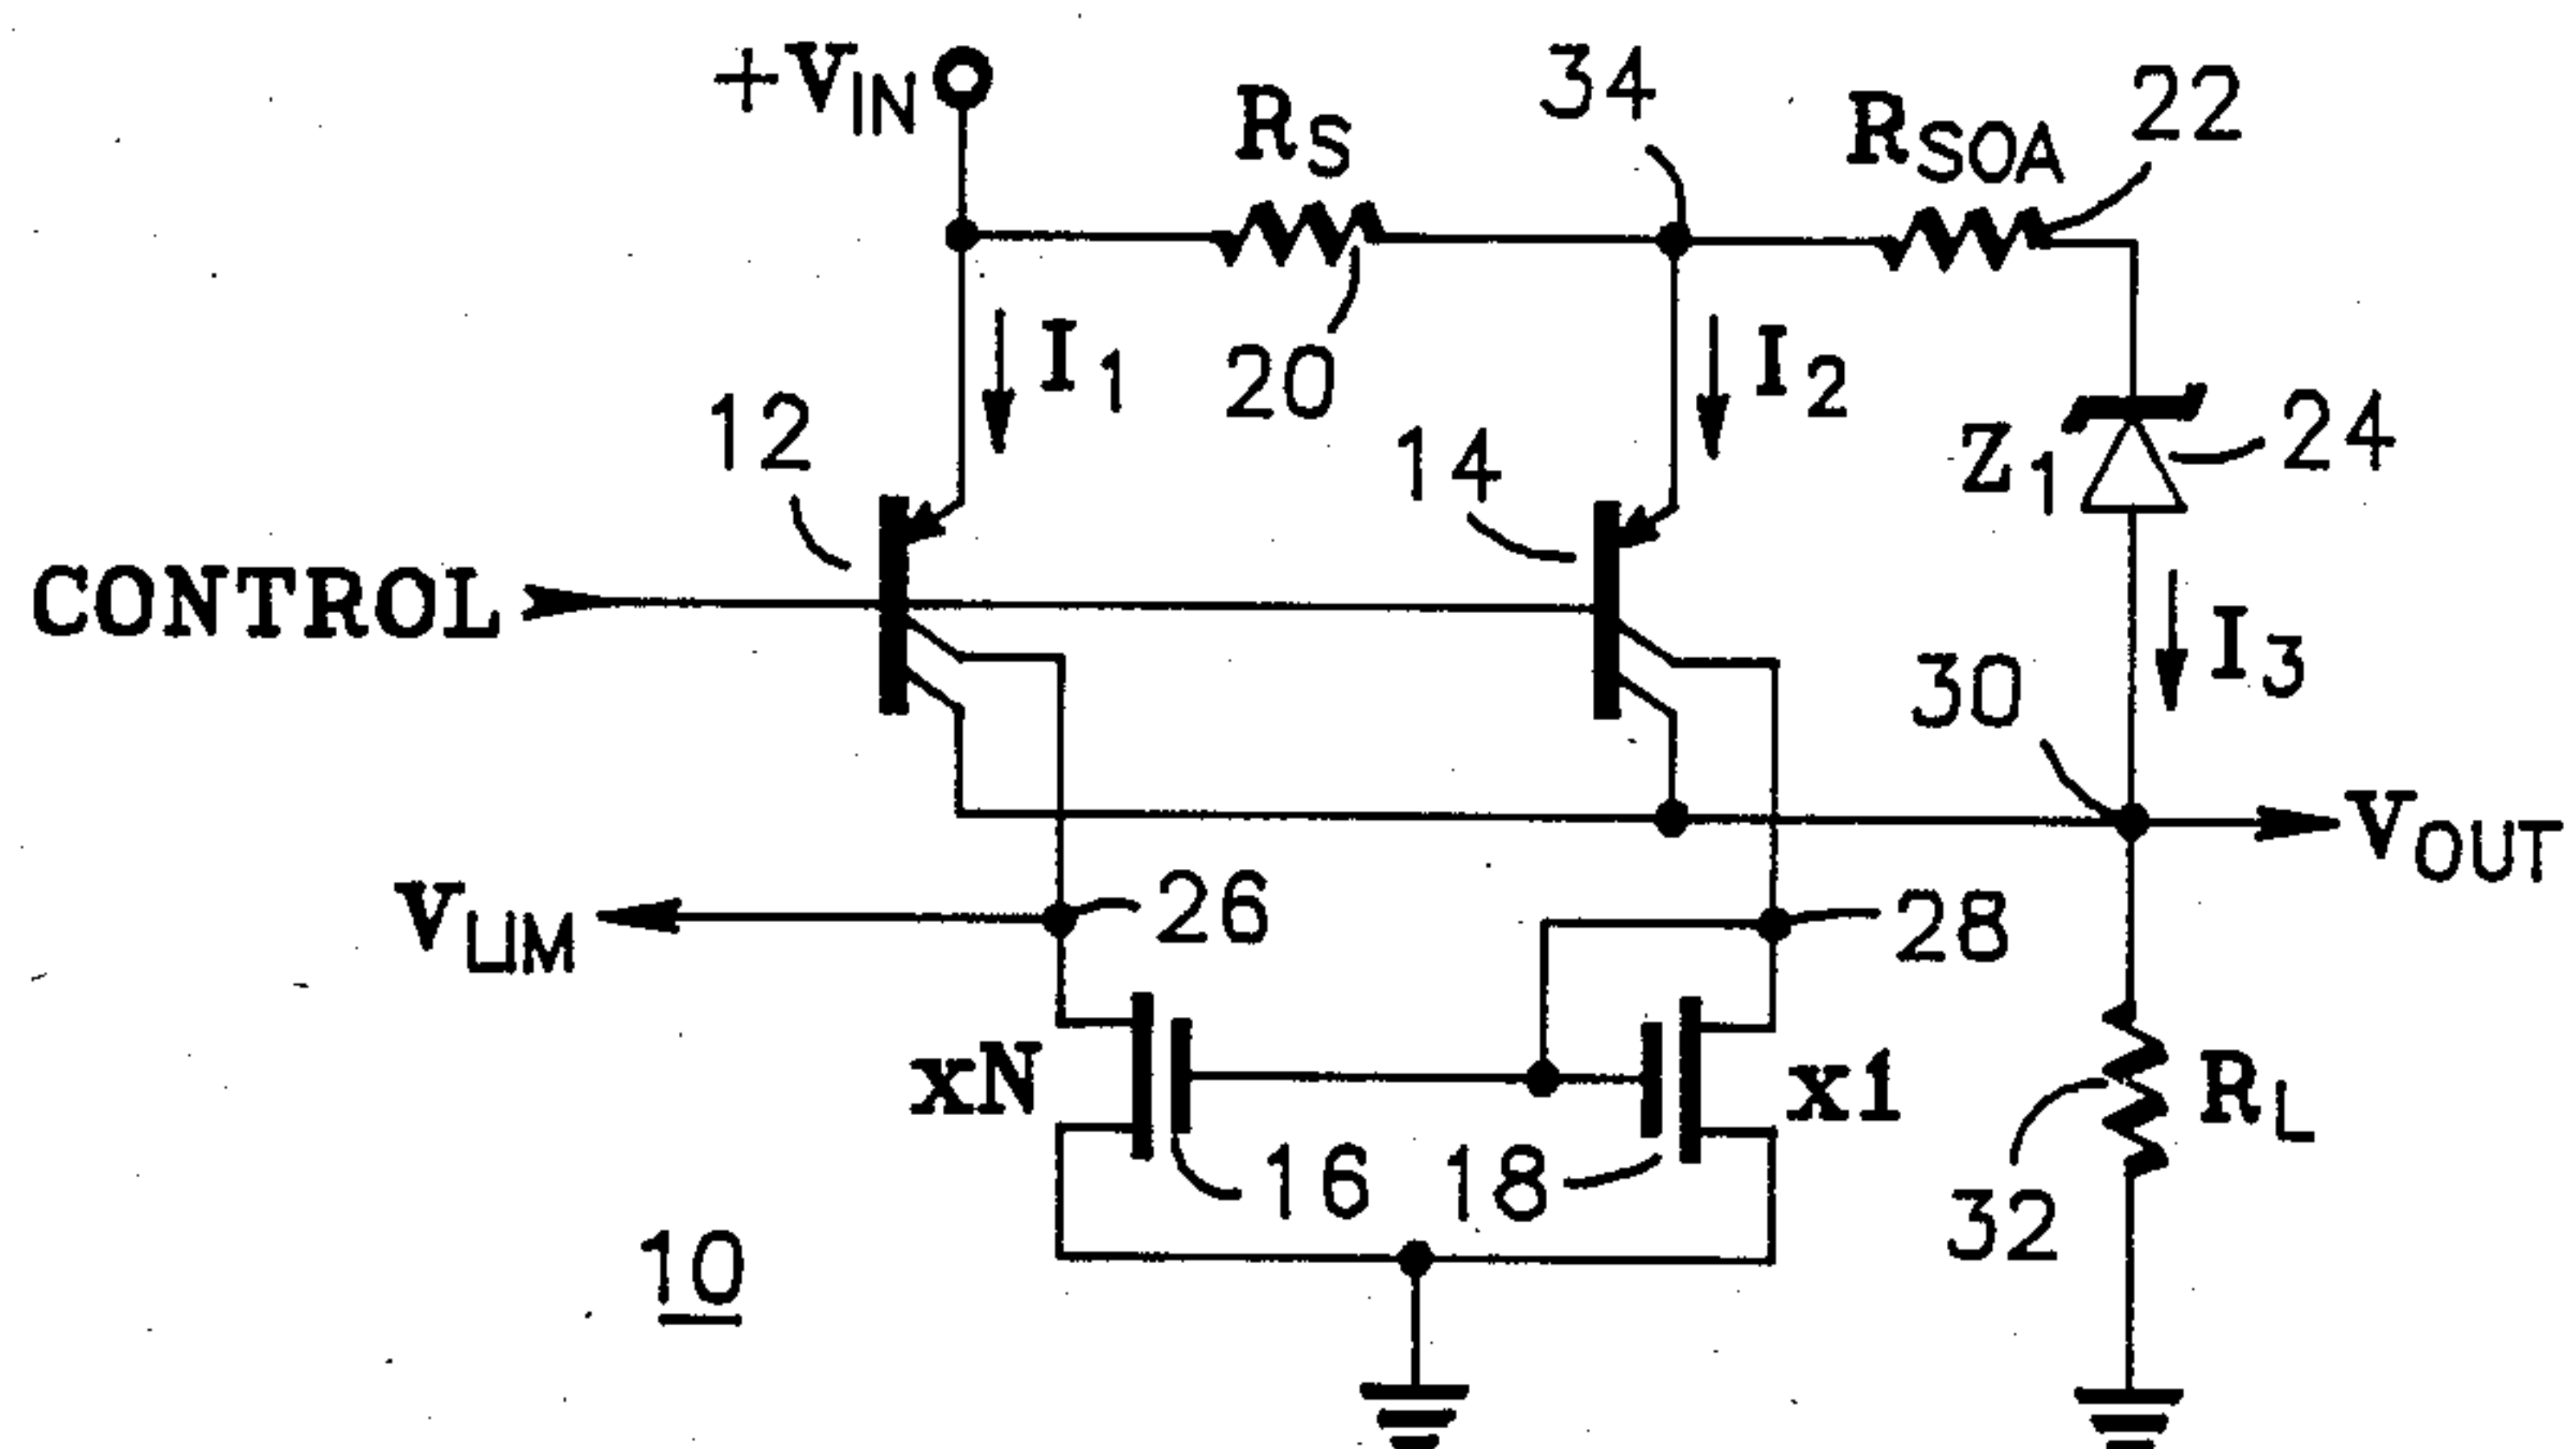 +VIN
RS
34
RSOA
22
I1
20
I2
12
14
Z1
24
CONTROL
30
I3
VOUT
VLIM
26
28
xN
x1
RL
16
18
32
10